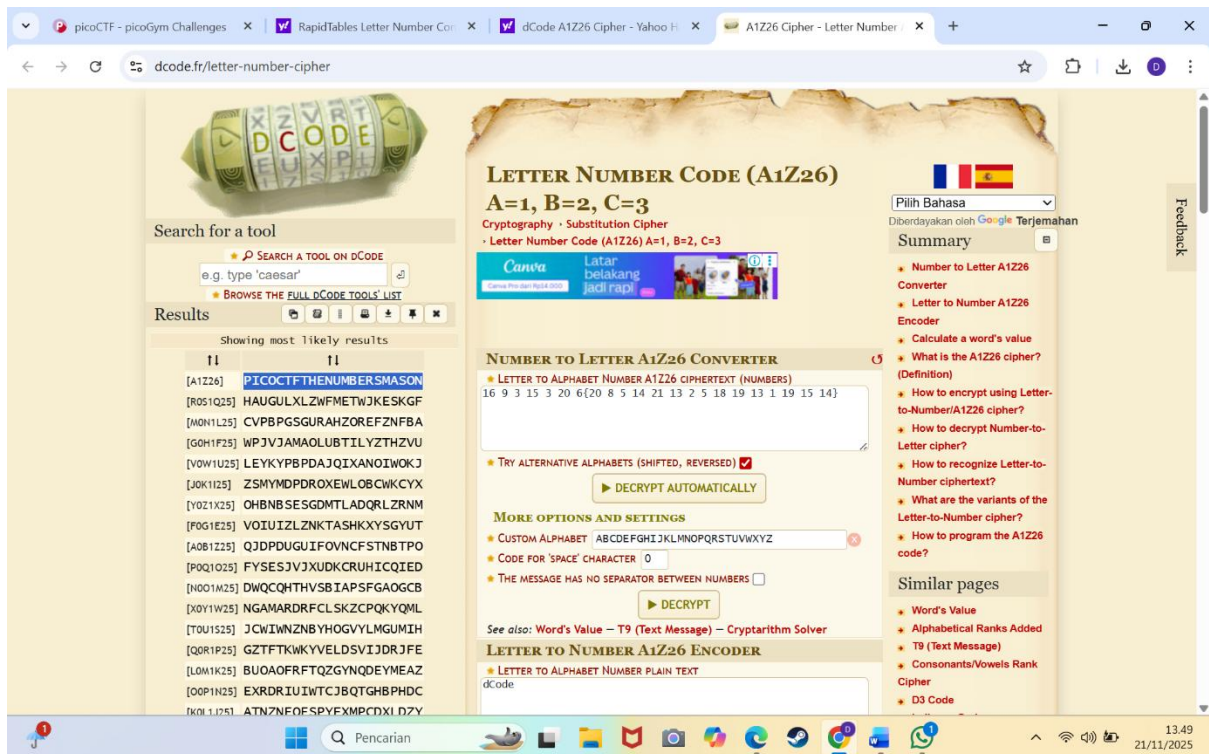 picoCTF - picoGym Challenges
RapidTables Letter Number Con
dCode A1Z26 Cipher - Yahoo H
A1Z26 Cipher - Letter Number
dcode.fr/letter-number-cipher
D
DCODE
Search for a tool
SEARCH A TOOL ON DCODE
e.g. type 'caesar'
BROWSE THE FULL DCODE TOOLS' LIST
Results
Showing most likely results
[A1Z26] PICOCTFTHENUMBERSMASON
[R0S1Q25] HAUGULXLZWFMETWJKESKGF
[M0N1L25] CVPBPGSGURAHZOREFZNFBA
[G0H1F25] WPJVJAMAOLUBTILYZTHZVU
[V0W1U25] LEYKYPBPDAJQIXANOIWOKJ
[J0K1I25] ZSMYMDPDROXEWLOBCWKCYX
[Y0Z1X25] OHBNBSESGDMTLADQRLZRNM
[F0G1E25] VOIUIZLZNKTASHKXYSGYUT
[A0B1Z25] QJDPDUGUIFOVNCFSTNBTPO
[P0Q1O25] FYSESJVJXUDKCRUHICQIED
[N0O1M25] DWQCQHTHVSBIAPSFGAOGCB
[X0Y1W25] NGAMARDRFCLSKZCPQKYQML
[T0U1S25] JCWIWNZNBYHOGVYLMGUMIH
[Q0R1P25] GZTFTKWKYVELDSVIJDRJFE
[L0M1K25] BUOAOFRFTQZGYNQDEYMEAZ
[O0P1N25] EXRDRIUIWTCJBQTGHBPHDC
LETTER NUMBER CODE (A1Z26)
A=1, B=2, C=3
Cryptography › Substitution Cipher
› Letter Number Code (A1Z26) A=1, B=2, C=3
Canva
Canva Pro dari Rp14.000
Latar
belakang
jadi rapi
NUMBER TO LETTER A1Z26 CONVERTER
LETTER TO ALPHABET NUMBER A1Z26 CIPHERTEXT (NUMBERS)
16 9 3 15 3 20 6{20 8 5 14 21 13 2 5 18 19 13 1 19 15 14}
TRY ALTERNATIVE ALPHABETS (SHIFTED, REVERSED)
DECRYPT AUTOMATICALLY
MORE OPTIONS AND SETTINGS
CUSTOM ALPHABET ABCDEFGHIJKLMNOPQRSTUVWXYZ
CODE FOR 'SPACE' CHARACTER 0
THE MESSAGE HAS NO SEPARATOR BETWEEN NUMBERS
DECRYPT
See also: Word's Value – T9 (Text Message) – Cryptarithm Solver
LETTER TO NUMBER A1Z26 ENCODER
LETTER TO ALPHABET NUMBER PLAIN TEXT
dCode
Pilih Bahasa
Diberdayakan oleh Google Terjemahan
Summary
Number to Letter A1Z26
Converter
Letter to Number A1Z26
Encoder
Calculate a word's value
What is the A1Z26 cipher?
(Definition)
How to encrypt using Letter-
to-Number/A1Z26 cipher?
How to decrypt Number-to-
Letter cipher?
How to recognize Letter-to-
Number ciphertext?
What are the variants of the
Letter-to-Number cipher?
How to program the A1Z26
code?
Similar pages
Word's Value
Alphabetical Ranks Added
T9 (Text Message)
Consonants/Vowels Rank
Cipher
D3 Code
Feedback
1
Pencarian
13.49
21/11/2025